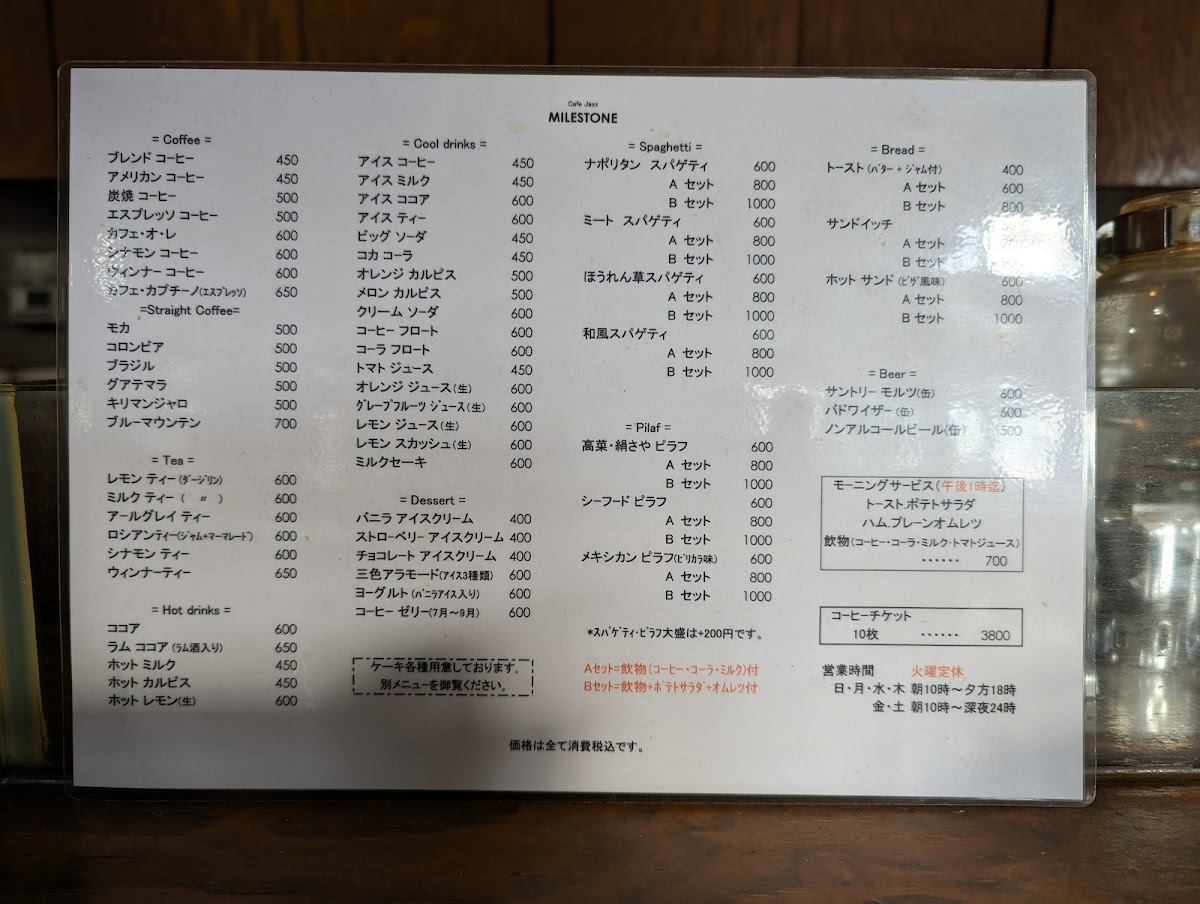 Cafe Jazz
MILESTONE
= Coffee =
ブレンド コーヒー 450
アメリカン コーヒー 450
炭焼 コーヒー 500
エスプレッソ コーヒー 500
カフェ・オ・レ 600
シナモン コーヒー 600
ウィンナー コーヒー 600
カフェ・カプチーノ(エスプレッソ) 650
=Straight Coffee=
モカ 500
コロンビア 500
ブラジル 500
グアテマラ 500
キリマンジャロ 500
ブルーマウンテン 700
= Tea =
レモン ティー (ダージリン) 600
ミルク ティー ( 〃 ) 600
アールグレイ ティー 600
ロシアンティー(ジャム+マーマレード) 600
シナモン ティー 600
ウィンナーティー 650
= Hot drinks =
ココア 600
ラム ココア (ラム酒入り) 650
ホット ミルク 450
ホット カルピス 450
ホット レモン(生) 600
= Cool drinks =
アイス コーヒー 450
アイス ミルク 450
アイス ココア 600
アイス ティー 600
ビッグ ソーダ 450
コカ コーラ 450
オレンジ カルピス 500
メロン カルピス 500
クリーム ソーダ 600
コーヒー フロート 600
コーラ フロート 600
トマト ジュース 450
オレンジ ジュース(生) 600
グレープフルーツ ジュース(生) 600
レモン ジュース(生) 600
レモン スカッシュ(生) 600
ミルクセーキ 600
= Dessert =
バニラ アイスクリーム 400
ストロベリー アイスクリーム 400
チョコレート アイスクリーム 400
三色アラモード(アイス3種類) 600
ヨーグルト (バニラアイス入り) 600
コーヒー ゼリー(7月～9月) 600
ケーキ各種用意しております。
別メニューを御覧ください。
= Spaghetti =
ナポリタン スパゲティ 600
A セット 800
B セット 1000
ミート スパゲティ 600
A セット 800
B セット 1000
ほうれん草スパゲティ 600
A セット 800
B セット 1000
和風スパゲティ 600
A セット 800
B セット 1000
= Pilaf =
高菜・絹さや ピラフ 600
A セット 800
B セット 1000
シーフード ピラフ 600
A セット 800
B セット 1000
メキシカン ピラフ(ピリカラ味) 600
A セット 800
B セット 1000
*スパゲティ・ピラフ大盛は+200円です。
Aセット=飲物(コーヒー・コーラ・ミルク)付
Bセット=飲物+ポテトサラダ+オムレツ付
= Bread =
トースト (バター + ジャム付) 400
A セット 600
B セット 800
サンドイッチ
A セット
B セット
ホット サンド (ピザ風味) 600
A セット 800
B セット 1000
= Beer =
サントリー モルツ(缶) 600
バドワイザー (缶) 600
ノンアルコールビール(缶) 500
モーニングサービス(午後1時迄)
トースト.ポテトサラダ
ハム.プレーンオムレツ
飲物(コーヒー・コーラ・ミルク・トマトジュース)
・・・・・・ 700
コーヒーチケット
10枚 ・・・・・・ 3800
営業時間 火曜定休
日・月・水・木 朝10時～夕方18時
金・土 朝10時～深夜24時
価格は全て消費税込です。